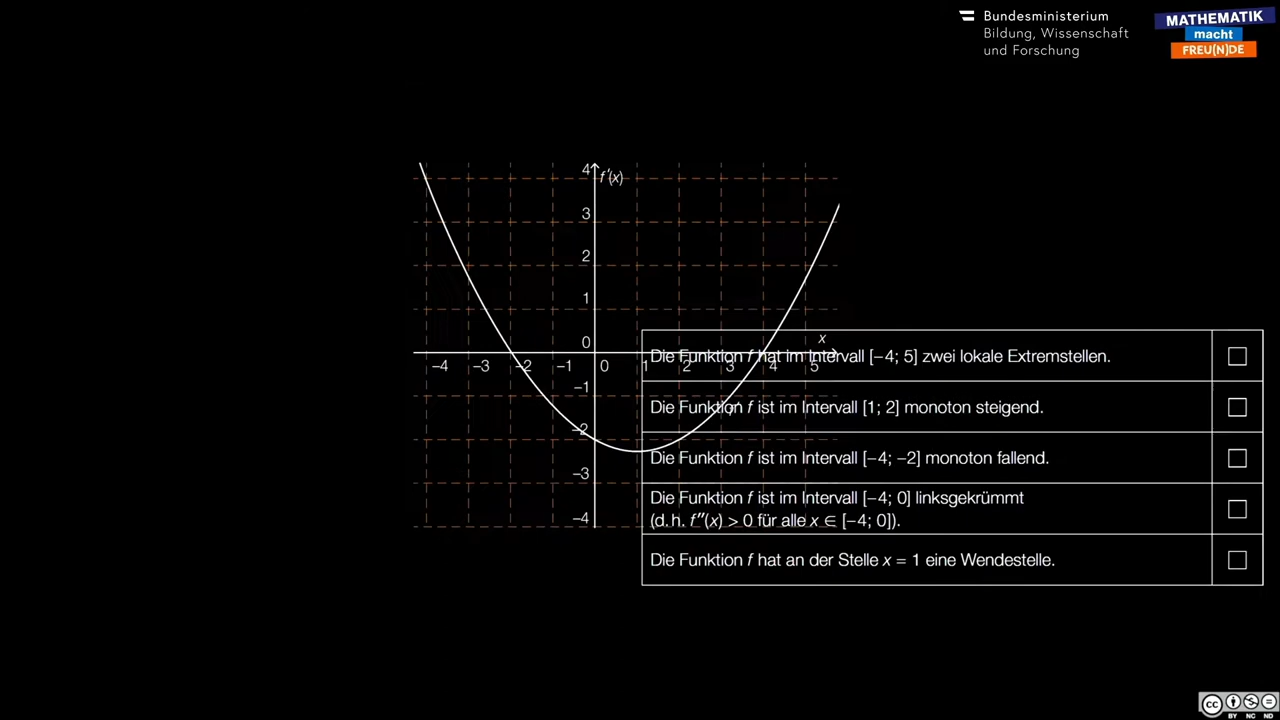 Bundesministerium
Bildung, Wissenschaft
und Forschung
MATHEMATIK
macht
FREU(N)DE
4
f′(x)
3
2
1
0
x
–4 –3 –2 –1 0 1 2 3 4 5
–1
f′
–2
–3
–4
Die Funktion f hat im Intervall [–4; 5] zwei lokale Extremstellen.
Die Funktion f ist im Intervall [1; 2] monoton steigend.
Die Funktion f ist im Intervall [–4; –2] monoton fallend.
Die Funktion f ist im Intervall [–4; 0] linksgekrümmt
(d. h. f″(x) > 0 für alle x ∈ [–4; 0]).
Die Funktion f hat an der Stelle x = 1 eine Wendestelle.
cc
BY NC ND